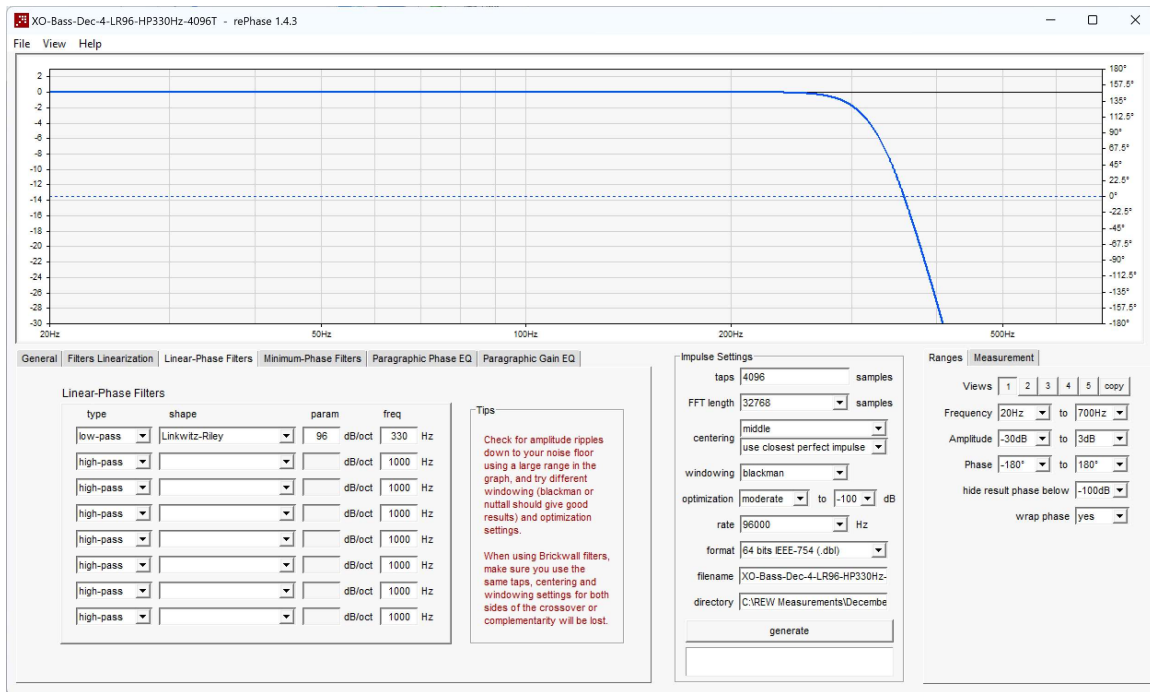 XO-Bass-Dec-4-LR96-HP330Hz-4096T - rePhase 1.4.3
File View Help
2
0
-2
-4
-6
-8
-10
-12
-14
-16
-18
-20
-22
-24
-26
-28
-30
180°
157.5°
135°
112.5°
90°
67.5°
45°
22.5°
0°
-22.5°
-45°
-67.5°
-90°
-112.5°
-135°
-157.5°
-180°
20Hz 50Hz 100Hz 200Hz 500Hz
General Filters Linearization Linear-Phase Filters Minimum-Phase Filters Paragraphic Phase EQ Paragraphic Gain EQ
Linear-Phase Filters
type shape param freq
low-pass Linkwitz-Riley 96 dB/oct 330 Hz
high-pass dB/oct 1000 Hz
high-pass dB/oct 1000 Hz
high-pass dB/oct 1000 Hz
high-pass dB/oct 1000 Hz
high-pass dB/oct 1000 Hz
high-pass dB/oct 1000 Hz
high-pass dB/oct 1000 Hz
Tips
Check for amplitude ripples
down to your noise floor
using a large range in the
graph, and try different
windowing (blackman or
nuttall should give good
results) and optimization
settings.
When using Brickwall filters,
make sure you use the
same taps, centering and
windowing settings for both
sides of the crossover or
complementarity will be lost.
Impulse Settings
taps 4096 samples
FFT length 32768 samples
centering middle
use closest perfect impulse
windowing blackman
optimization moderate to -100 dB
rate 96000 Hz
format 64 bits IEEE-754 (.dbl)
filename XO-Bass-Dec-4-LR96-HP330Hz-
directory C:\REW Measurements\Decembe
generate
Ranges Measurement
Views 1 2 3 4 5 copy
Frequency 20Hz to 700Hz
Amplitude -30dB to 3dB
Phase -180° to 180°
hide result phase below -100dB
wrap phase yes